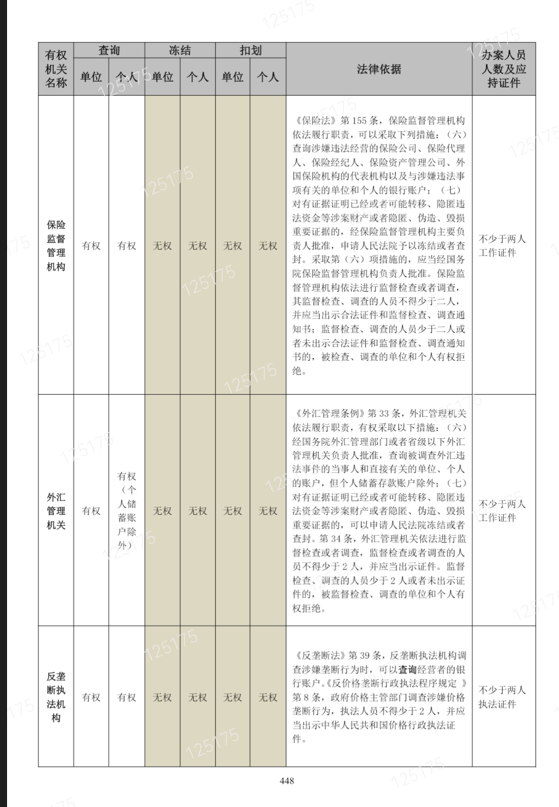 有权
机关
名称
查询
冻结
扣划
法律依据
办案人员
人数及应
持证件
单位
个人
单位
个人
单位
个人
保险
监督
管理
机构
有权
有权
无权
无权
无权
无权
《保险法》第 155 条，保险监督管理机构
依法履行职责，可以采取下列措施：（六）
查询涉嫌违法经营的保险公司、保险代理
人、保险经纪人、保险资产管理公司、外
国保险机构的代表机构以及与涉嫌违法事
项有关的单位和个人的银行账户；（七）
对有证据证明已经或者可能转移、隐匿违
法资金等涉案财产或者隐匿、伪造、毁损
重要证据的，经保险监督管理机构主要负
责人批准，申请人民法院予以冻结或者查
封。采取第（六）项措施的，应当经国务
院保险监督管理机构负责人批准。保险监
督管理机构依法进行监督检查或者调查，
其监督检查、调查的人员不得少于二人，
并应当出示合法证件和监督检查、调查通
知书；监督检查、调查的人员少于二人或
者未出示合法证件和监督检查、调查通知
书的，被检查、调查的单位和个人有权拒
绝。
不少于两人
工作证件
外汇
管理
机关
有权
有权
（个
人储
蓄账
户除
外）
无权
无权
无权
无权
《外汇管理条例》第 33 条，外汇管理机关
依法履行职责，有权采取以下措施：（六）
经国务院外汇管理部门或者省级以下外汇
管理机关负责人批准，查询被调查外汇违
法事件的当事人和直接有关的单位、个人
的账户，但个人储蓄存款账户除外；（七）
对有证据证明已经或者可能转移、隐匿违
法资金等涉案财产或者隐匿、伪造、毁损
重要证据的，可以申请人民法院冻结或者
查封。第 34 条，外汇管理机关依法进行监
督检查或者调查，监督检查或者调查的人
员不得少于 2 人，并应当出示证件。监督
检查、调查的人员少于 2 人或者未出示证
件的，被监督检查、调查的单位和个人有
权拒绝。
不少于两人
工作证件
反垄
断执
法机
构
有权
有权
无权
无权
无权
无权
《反垄断法》第 39 条，反垄断执法机构调
查涉嫌垄断行为时，可以查询经营者的银
行账户。《反价格垄断行政执法程序规定 》
第 8 条，政府价格主管部门调查涉嫌价格
垄断行为，执法人员不得少于 2 人，并应
当出示中华人民共和国价格行政执法证
件。
不少于两人
执法证件
448
125175